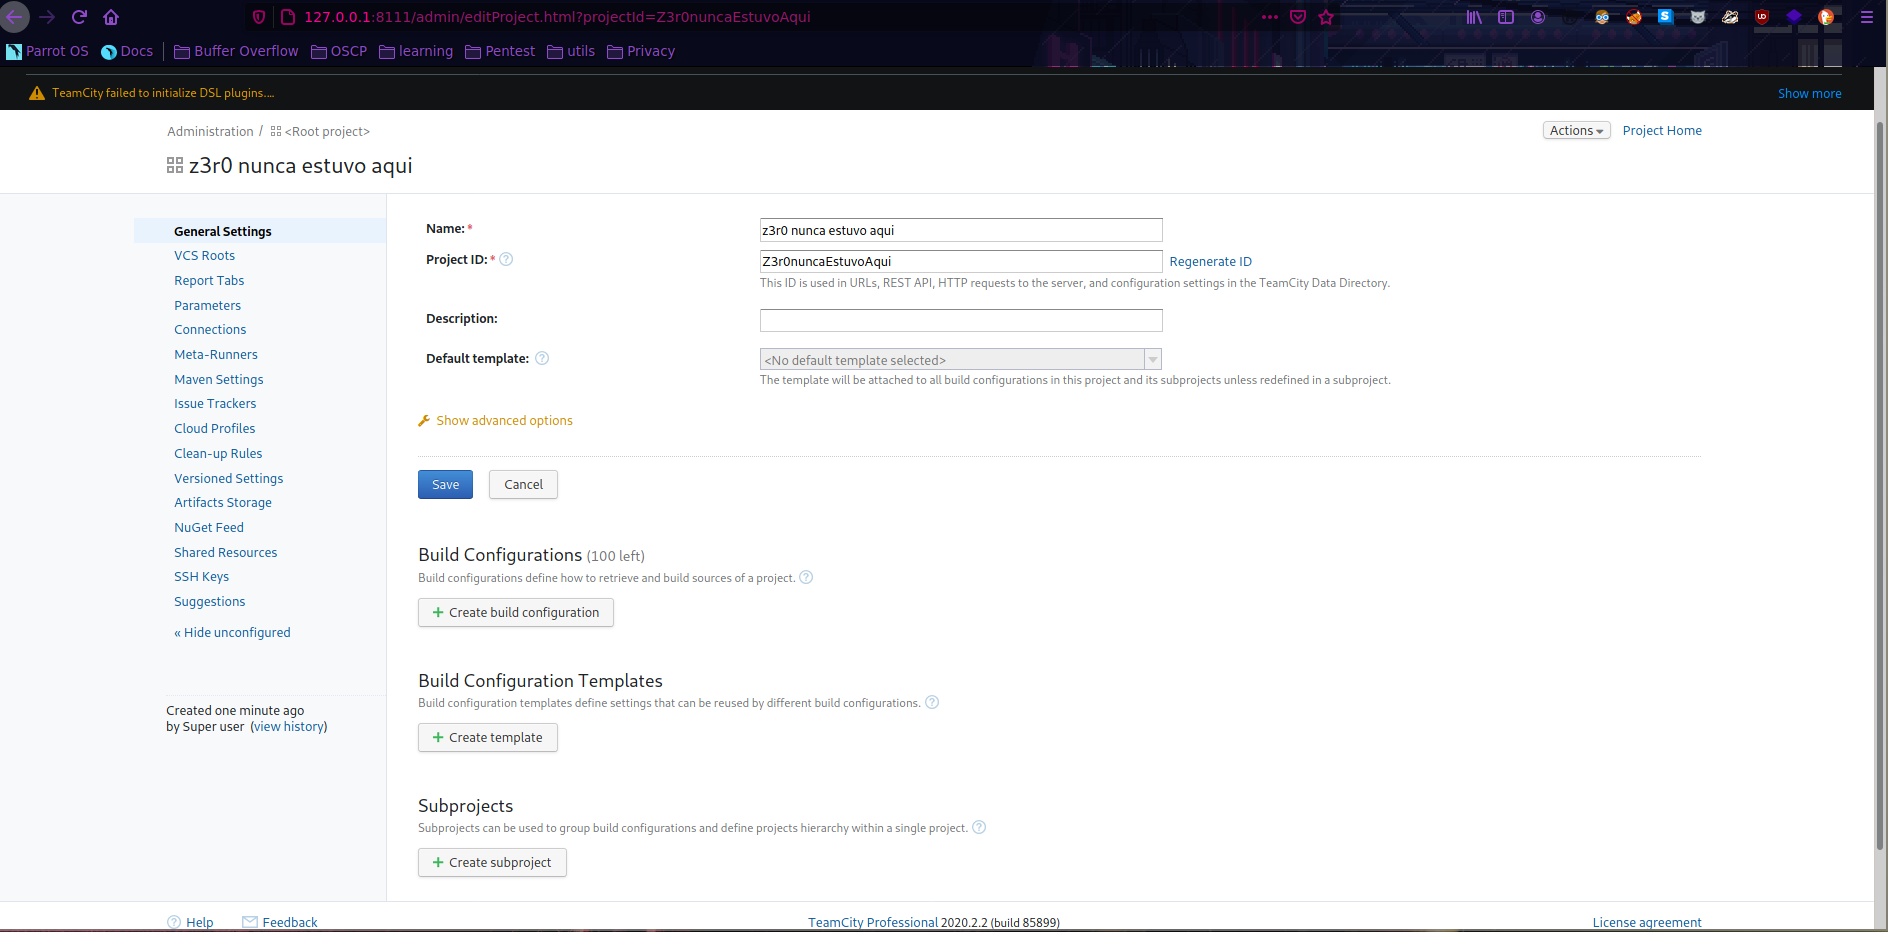 127.0.0.1:8111/admin/editProject.html?projectId=Z3r0nuncaEstuvoAqui
Parrot OS Docs Buffer Overflow OSCP learning Pentest utils Privacy
TeamCity failed to initialize DSL plugins.... Show more
Administration / <Root project> Actions Project Home
z3r0 nunca estuvo aqui
General Settings
VCS Roots
Report Tabs
Parameters
Connections
Meta-Runners
Maven Settings
Issue Trackers
Cloud Profiles
Clean-up Rules
Versioned Settings
Artifacts Storage
NuGet Feed
Shared Resources
SSH Keys
Suggestions
« Hide unconfigured
Created one minute ago
by Super user (view history)
Name: * z3r0 nunca estuvo aqui
Project ID: * ? Z3r0nuncaEstuvoAqui Regenerate ID
This ID is used in URLs, REST API, HTTP requests to the server, and configuration settings in the TeamCity Data Directory.
Description:
Default template: ? <No default template selected>
The template will be attached to all build configurations in this project and its subprojects unless redefined in a subproject.
Show advanced options
Save Cancel
Build Configurations (100 left)
Build configurations define how to retrieve and build sources of a project. ?
+ Create build configuration
Build Configuration Templates
Build configuration templates define settings that can be reused by different build configurations. ?
+ Create template
Subprojects
Subprojects can be used to group build configurations and define projects hierarchy within a single project. ?
+ Create subproject
? Help Feedback TeamCity Professional 2020.2.2 (build 85899) License agreement